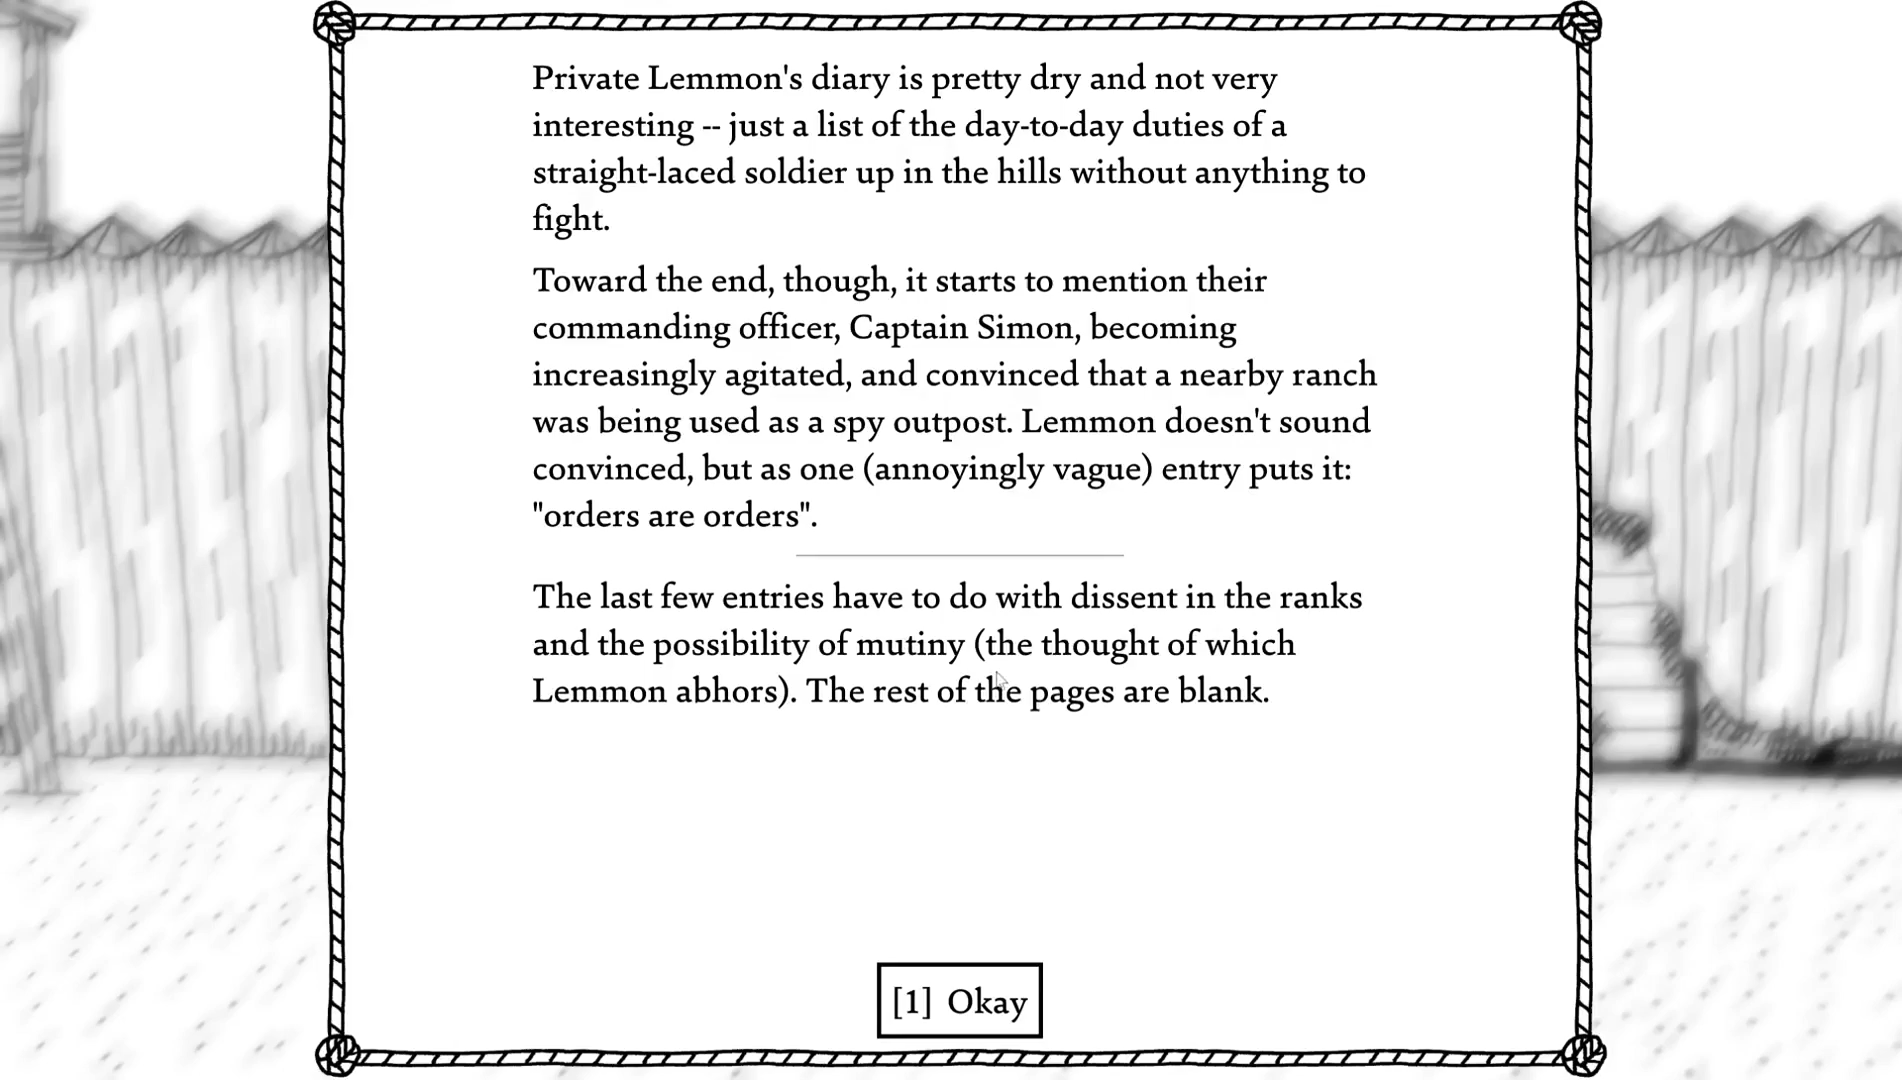 Private Lemmon's diary is pretty dry and not very
interesting -- just a list of the day-to-day duties of a
straight-laced soldier up in the hills without anything to
fight.
Toward the end, though, it starts to mention their
commanding officer, Captain Simon, becoming
increasingly agitated, and convinced that a nearby ranch
was being used as a spy outpost. Lemmon doesn't sound
convinced, but as one (annoyingly vague) entry puts it:
"orders are orders".
The last few entries have to do with dissent in the ranks
and the possibility of mutiny (the thought of which
Lemmon abhors). The rest of the pages are blank.
[1] Okay